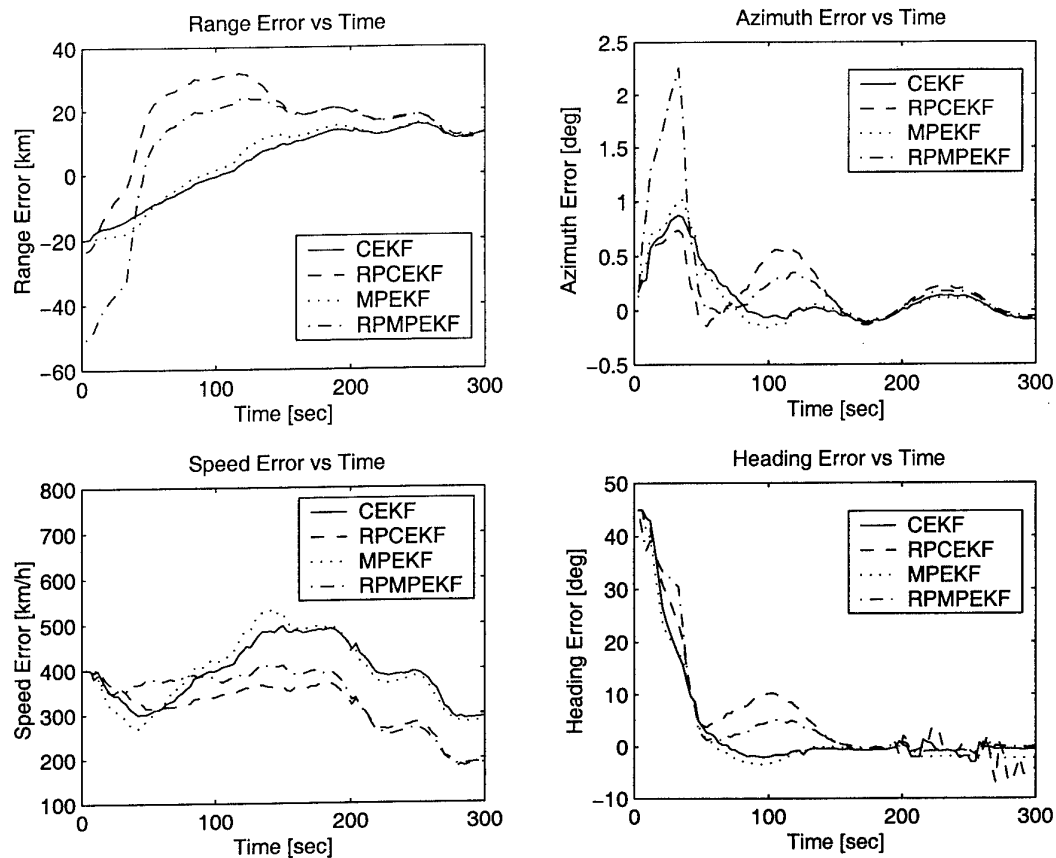 Range Error vs Time
40
20
0
−20
−40
−60
Range Error [km]
CEKF
RPCEKF
MPEKF
RPMPEKF
0
100
200
300
Time [sec]
Azimuth Error vs Time
2.5
2
1.5
1
0.5
0
−0.5
Azimuth Error [deg]
CEKF
RPCEKF
MPEKF
RPMPEKF
0
100
200
300
Time [sec]
Speed Error vs Time
800
700
600
500
400
300
200
100
Speed Error [km/h]
CEKF
RPCEKF
MPEKF
RPMPEKF
0
100
200
300
Time [sec]
Heading Error vs Time
50
40
30
20
10
0
−10
Heading Error [deg]
CEKF
RPCEKF
MPEKF
RPMPEKF
0
100
200
300
Time [sec]